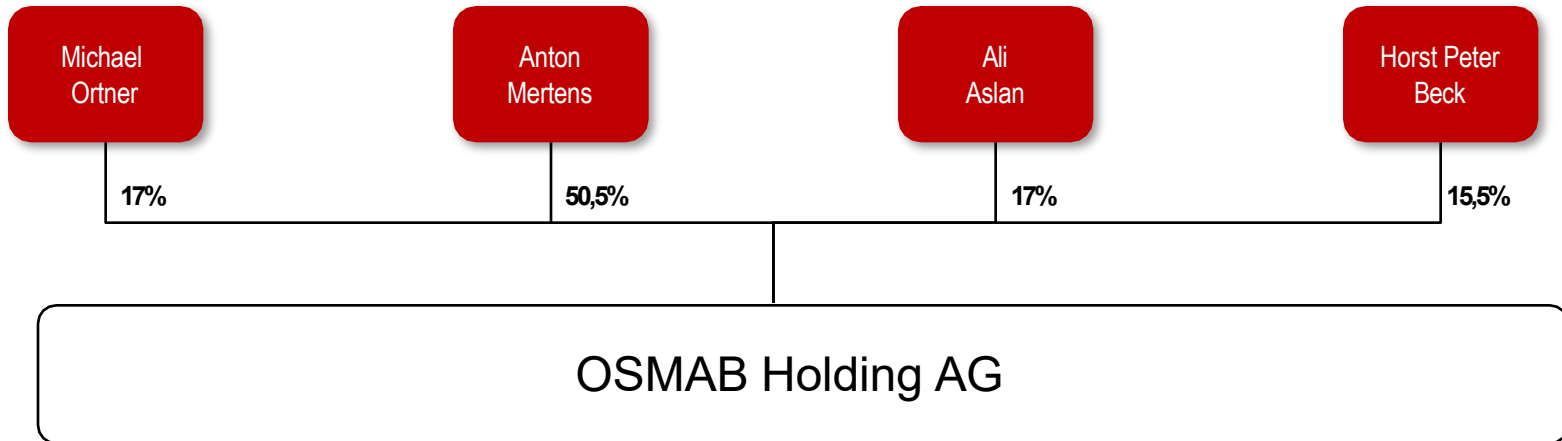 Michael
Ortner
Anton
Mertens
Ali
Aslan
Horst Peter
Beck
17%
50,5%
17%
15,5%
OSMAB Holding AG